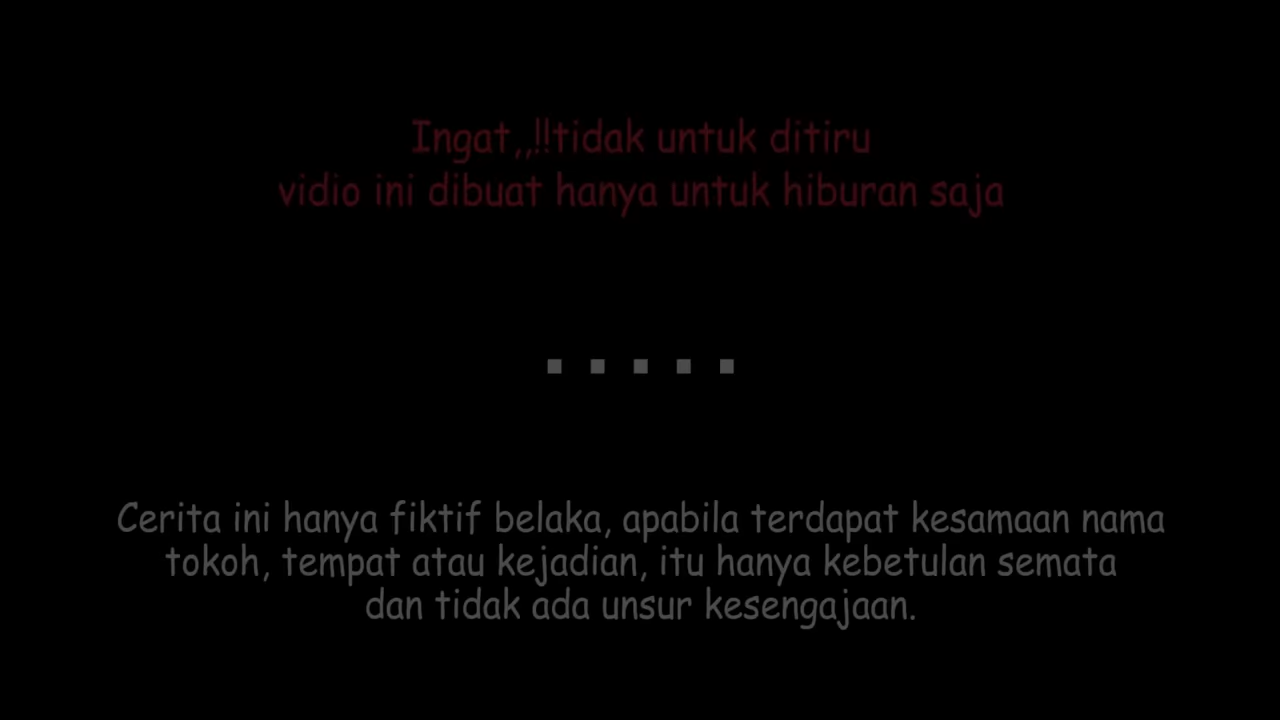 Ingat,,!!tidak untuk ditiru
vidio ini dibuat hanya untuk hiburan saja
. . . . .
Cerita ini hanya fiktif belaka, apabila terdapat kesamaan nama
tokoh, tempat atau kejadian, itu hanya kebetulan semata
dan tidak ada unsur kesengajaan.